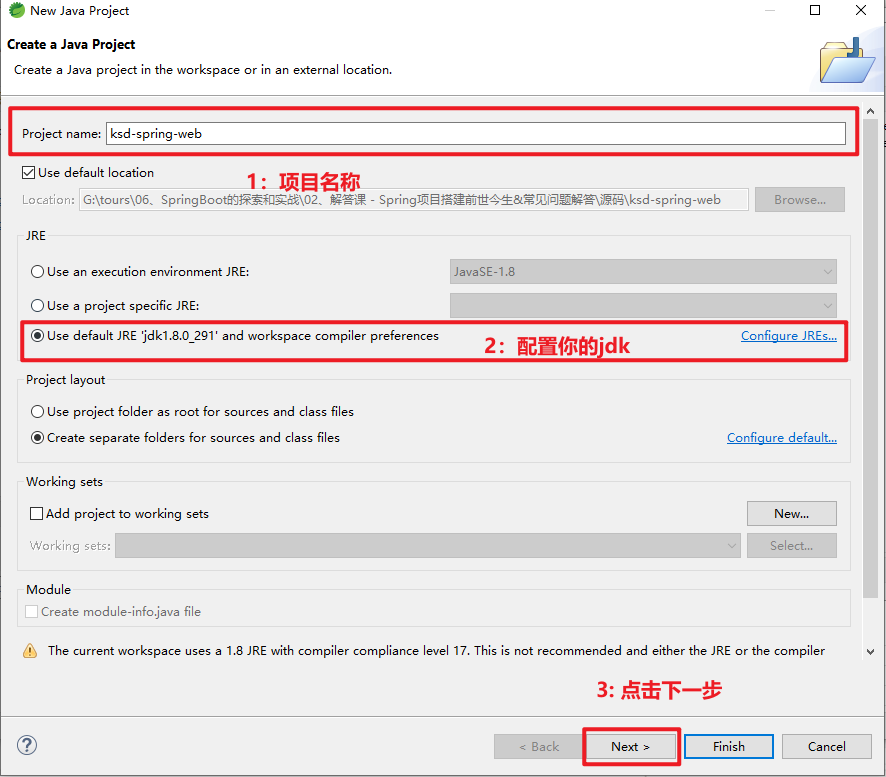 New Java Project
Create a Java Project
Create a Java project in the workspace or in an external location.
Project name: ksd-spring-web
Use default location
1：项目名称
Location: G:\tours\06、SpringBoot的探索和实战\02、解答课 - Spring项目搭建前世今生&常见问题解答\源码\ksd-spring-web Browse...
JRE
Use an execution environment JRE: JavaSE-1.8
Use a project specific JRE:
Use default JRE 'jdk1.8.0_291' and workspace compiler preferences Configure JREs...
2：配置你的jdk
Project layout
Use project folder as root for sources and class files
Create separate folders for sources and class files Configure default...
Working sets
Add project to working sets New...
Working sets: Select...
Module
Create module-info.java file
The current workspace uses a 1.8 JRE with compiler compliance level 17. This is not recommended and either the JRE or the compiler
3: 点击下一步
? < Back Next > Finish Cancel